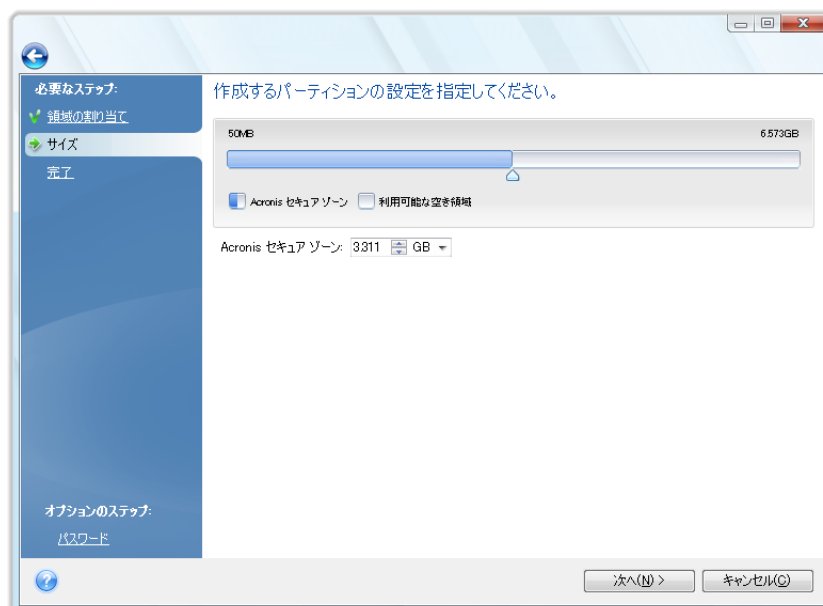 必要なステップ:
領域の割り当て
サイズ
完了
作成するパーティションの設定を指定してください。
50MB 6.573GB
Acronis セキュア ゾーン 利用可能な空き領域
Acronis セキュア ゾーン: 3.311 GB
オプションのステップ:
パスワード
次へ(N) > キャンセル(C)